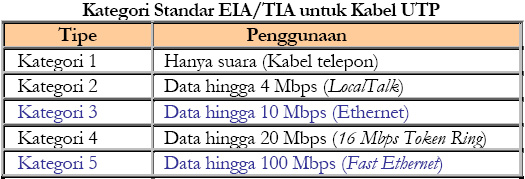 Kategori Standar EIA/TIA untuk Kabel UTP
Tipe Penggunaan
Kategori 1 Hanya suara (Kabel telepon)
Kategori 2 Data hingga 4 Mbps (LocalTalk)
Kategori 3 Data hingga 10 Mbps (Ethernet)
Kategori 4 Data hingga 20 Mbps (16 Mbps Token Ring)
Kategori 5 Data hingga 100 Mbps (Fast Ethernet)